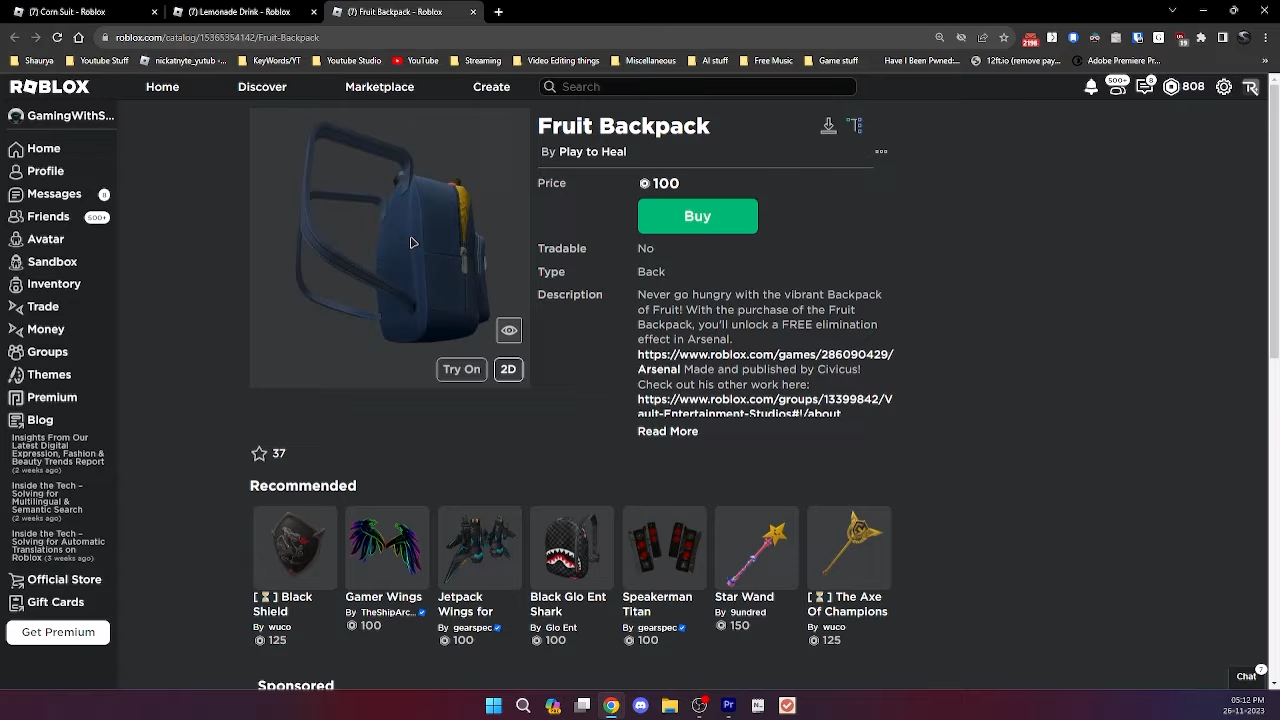 (7) Corn Suit - Roblox
(7) Lemonade Drink - Roblox
(7) Fruit Backpack - Roblox
roblox.com/catalog/15365354142/Fruit-Backpack
2196
19
Shaurya
Youtube Stuff
nickatnyte_yutub -...
KeyWords/YT
Youtube Studio
YouTube
Streaming
Video Editing things
Miscellaneous
AI stuff
Free Music
Game stuff
Have I Been Pwned:...
12ft.io (remove pay...
Adobe Premiere Pr...
ROBLOX
Home
Discover
Marketplace
Create
Search
500+
8
808
GamingWithS...
Home
Profile
Messages
8
Friends
500+
Avatar
Sandbox
Inventory
Trade
Money
Groups
Themes
Premium
Blog
Insights From Our
Latest Digital
Expression, Fashion &
Beauty Trends Report
(2 weeks ago)
Inside the Tech –
Solving for
Multilingual &
Semantic Search
(2 weeks ago)
Inside the Tech –
Solving for Automatic
Translations on
Roblox (3 weeks ago)
Official Store
Gift Cards
Get Premium
Try On
2D
37
Fruit Backpack
By Play to Heal
Price
100
Buy
Tradable
No
Type
Back
Description
Never go hungry with the vibrant Backpack
of Fruit! With the purchase of the Fruit
Backpack, you'll unlock a FREE elimination
effect in Arsenal.
https://www.roblox.com/games/286090429/
Arsenal Made and published by Civicus!
Check out his other work here:
https://www.roblox.com/groups/13399842/V
ault-Entertainment-Studios#!/about
Read More
Recommended
[⏳] Black
Shield
By wuco
125
Gamer Wings
By TheShipArc...
100
Jetpack
Wings for
By gearspec
100
Black Glo Ent
Shark
By Glo Ent
100
Speakerman
Titan
By gearspec
100
Star Wand
By 9undred
150
[⏳] The Axe
Of Champions
By wuco
125
Sponsored
Chat
7
05:12 PM
26-11-2023